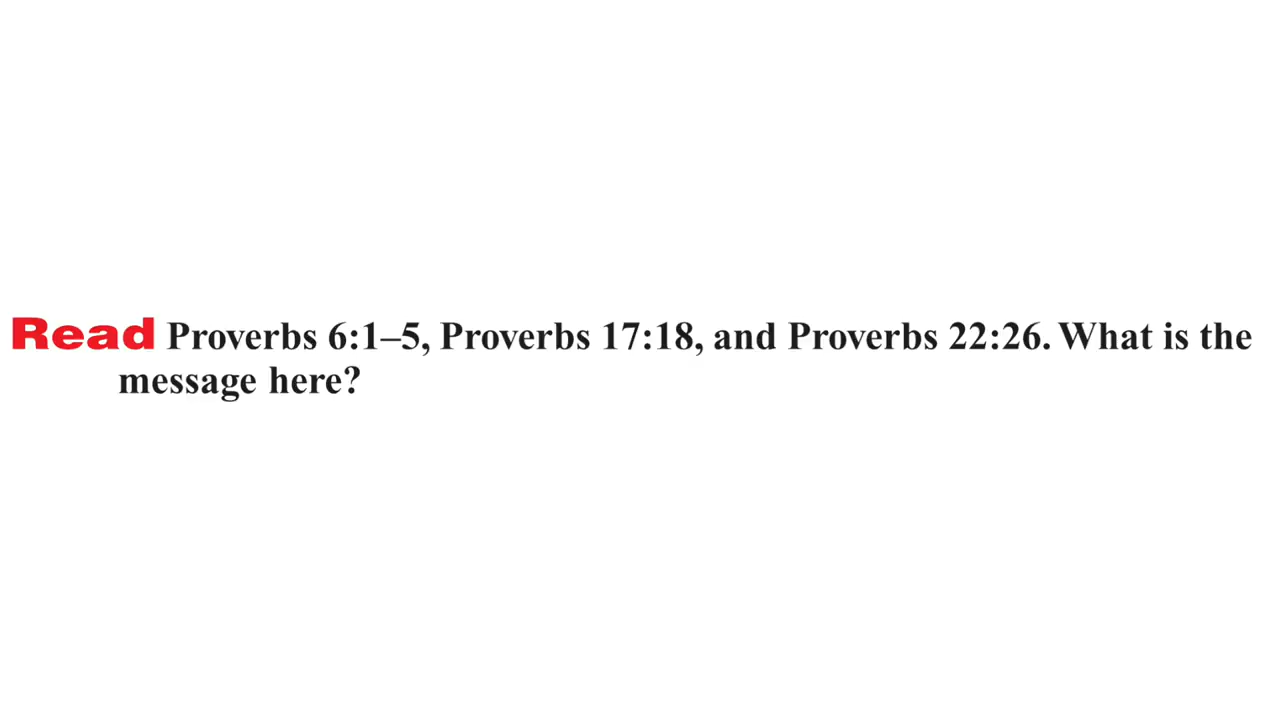 Read Proverbs 6:1–5, Proverbs 17:18, and Proverbs 22:26. What is the
message here?